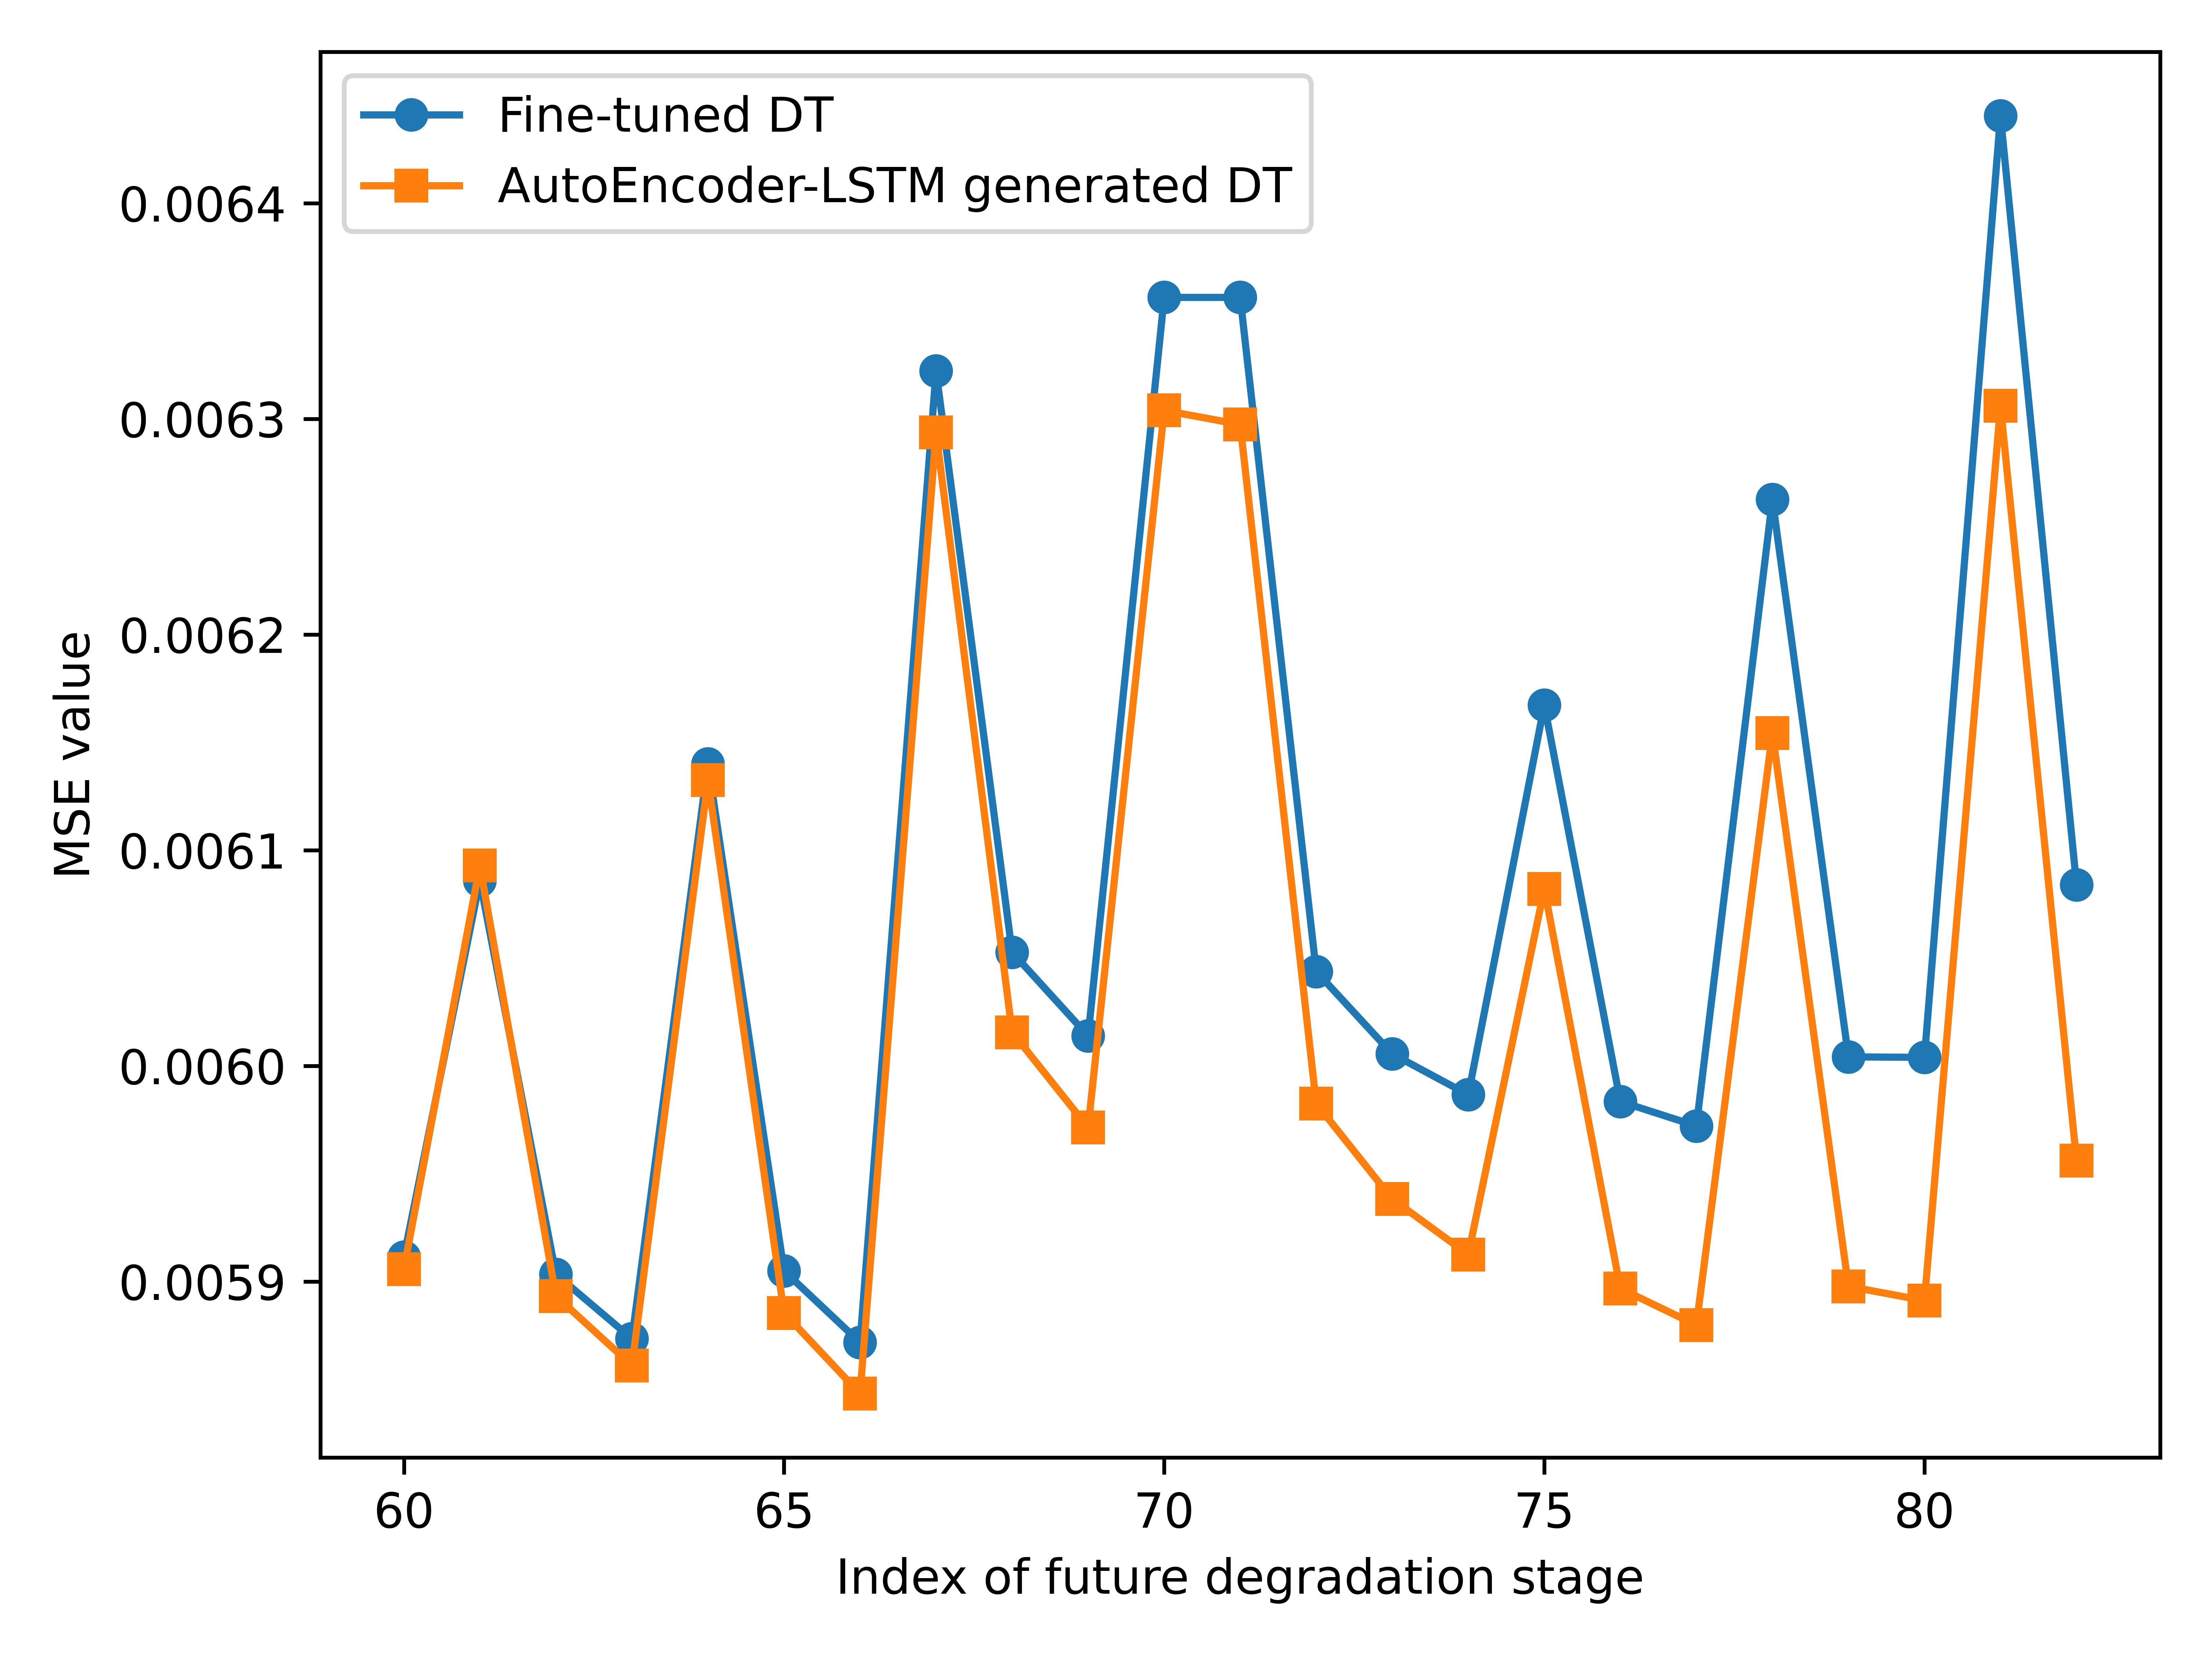 Fine-tuned DT
AutoEncoder-LSTM generated DT
MSE value
0.0064
0.0063
0.0062
0.0061
0.0060
0.0059
60 65 70 75 80
Index of future degradation stage